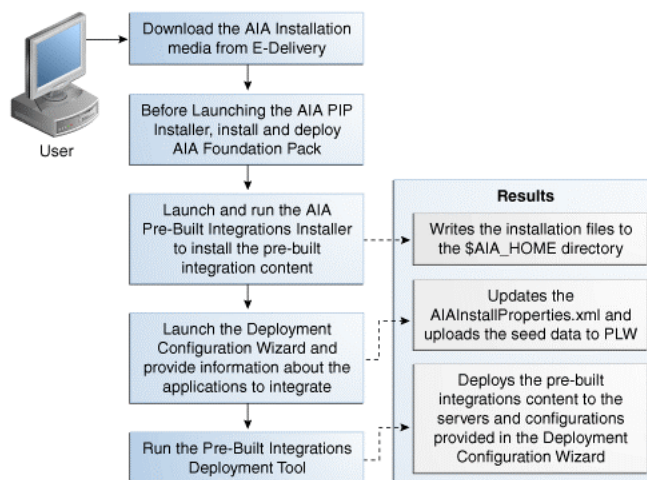 Download the AIA Installation
media from E-Delivery
User
Before Launching the AIA PIP
Installer, install and deploy
AIA Foundation Pack
Launch and run the AIA
Pre-Built Integrations Installer
to install the pre-built
integration content
Launch the Deployment
Configuration Wizard and
provide information about the
applications to integrate
Run the Pre-Built Integrations
Deployment Tool
Results
Writes the installation files to
the $AIA_HOME directory
Updates the
AIAInstallProperties.xml and
uploads the seed data to PLW
Deploys the pre-built
integrations content to the
servers and configurations
provided in the Deployment
Configuration Wizard